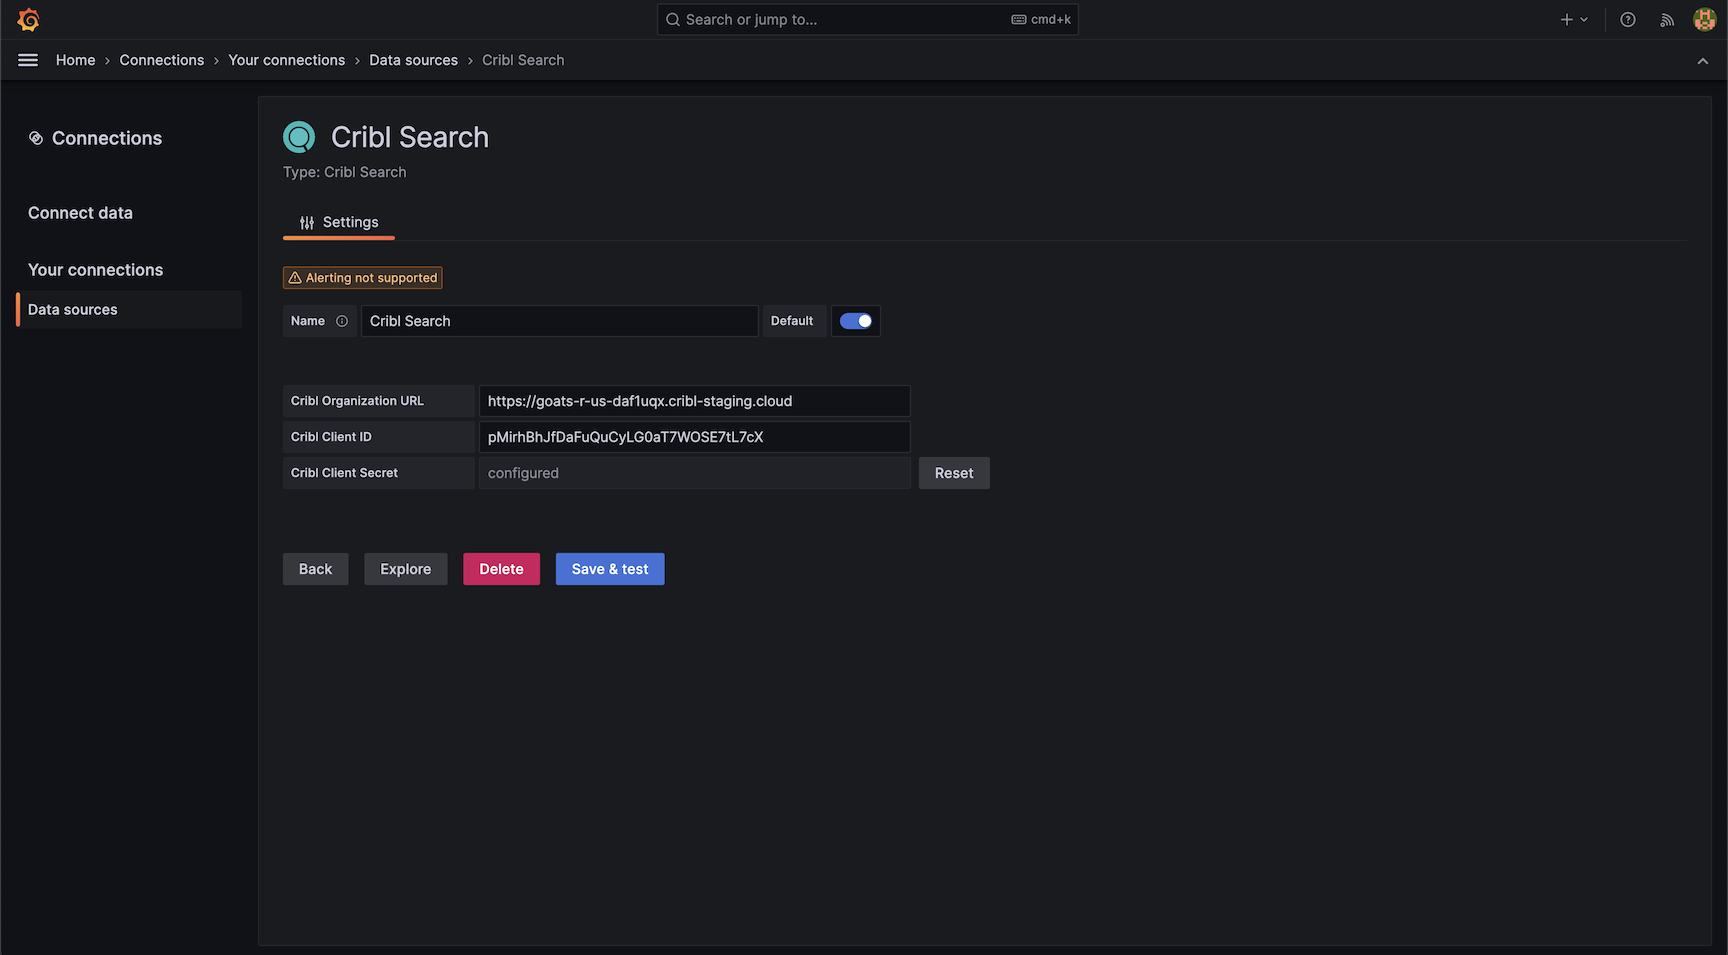 Search or jump to... cmd+k
Home › Connections › Your connections › Data sources › Cribl Search
Connections
Connect data
Your connections
Data sources
Cribl Search
Type: Cribl Search
Settings
Alerting not supported
Name Cribl Search Default
Cribl Organization URL https://goats-r-us-daf1uqx.cribl-staging.cloud
Cribl Client ID pMirhBhJfDaFuQuCyLG0aT7WOSE7tL7cX
Cribl Client Secret configured Reset
Back Explore Delete Save & test